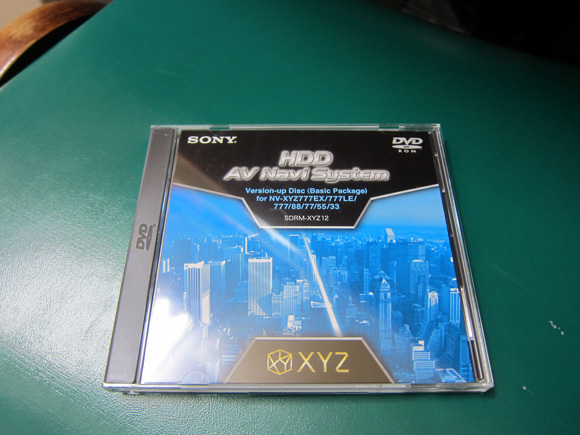 SONY
DVD
ROM
HDD
AV Navi System
Version-up Disc (Basic Package)
for NV-XYZ777EX/777LE/
777/88/77/55/33
SDRM-XYZ12
DVD
XYZ
XYZ